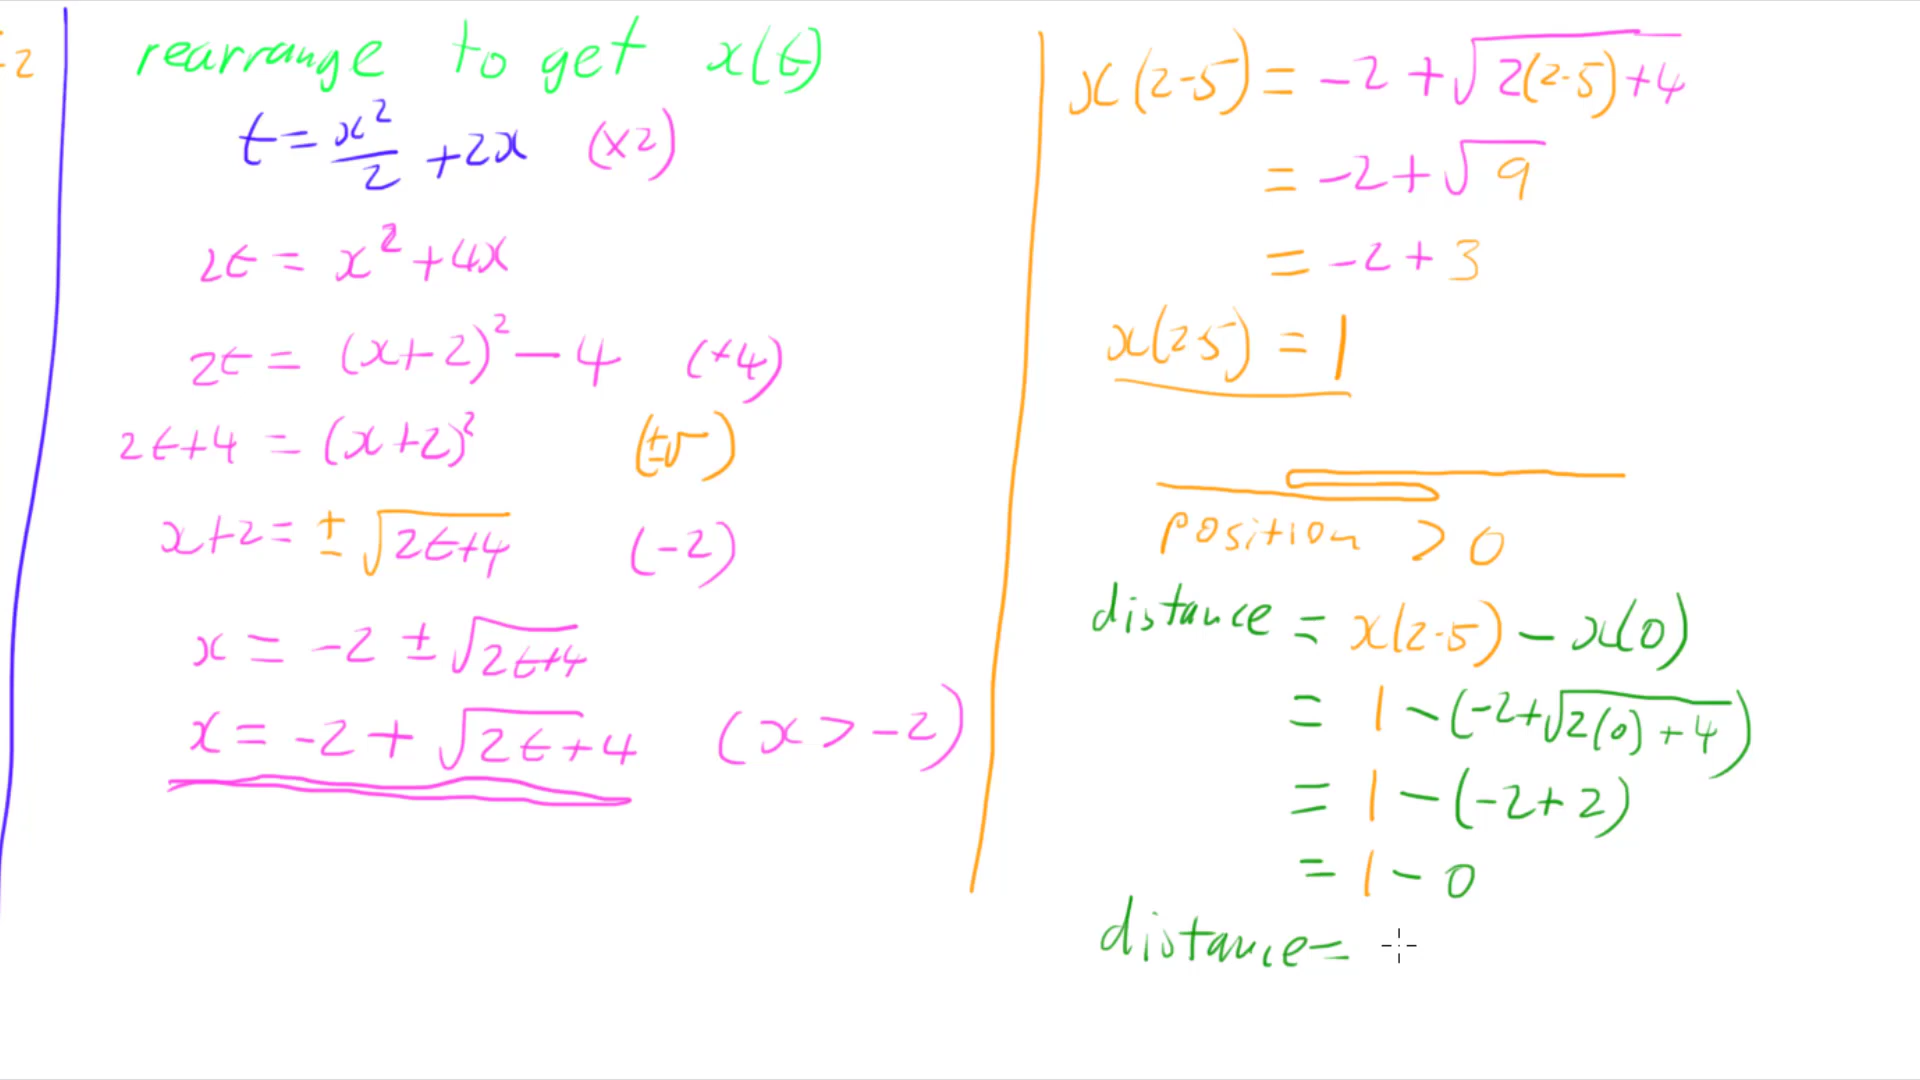 -2
rearrange to get x(t)
t = x²/2 + 2x (×2)
2t = x² + 4x
2t = (x+2)² - 4 (+4)
2t+4 = (x+2)² (±√)
x+2 = ± √(2t+4) (-2)
x = -2 ± √(2t+4)
x = -2 + √(2t+4) (x > -2)
x(2·5) = -2 + √(2(2·5)+4)
= -2 + √9
= -2 + 3
x(2·5) = 1
position > 0
distance = x(2·5) - x(0)
= 1 - (-2+√(2(0)+4))
= 1 - (-2+2)
= 1 - 0
distance =